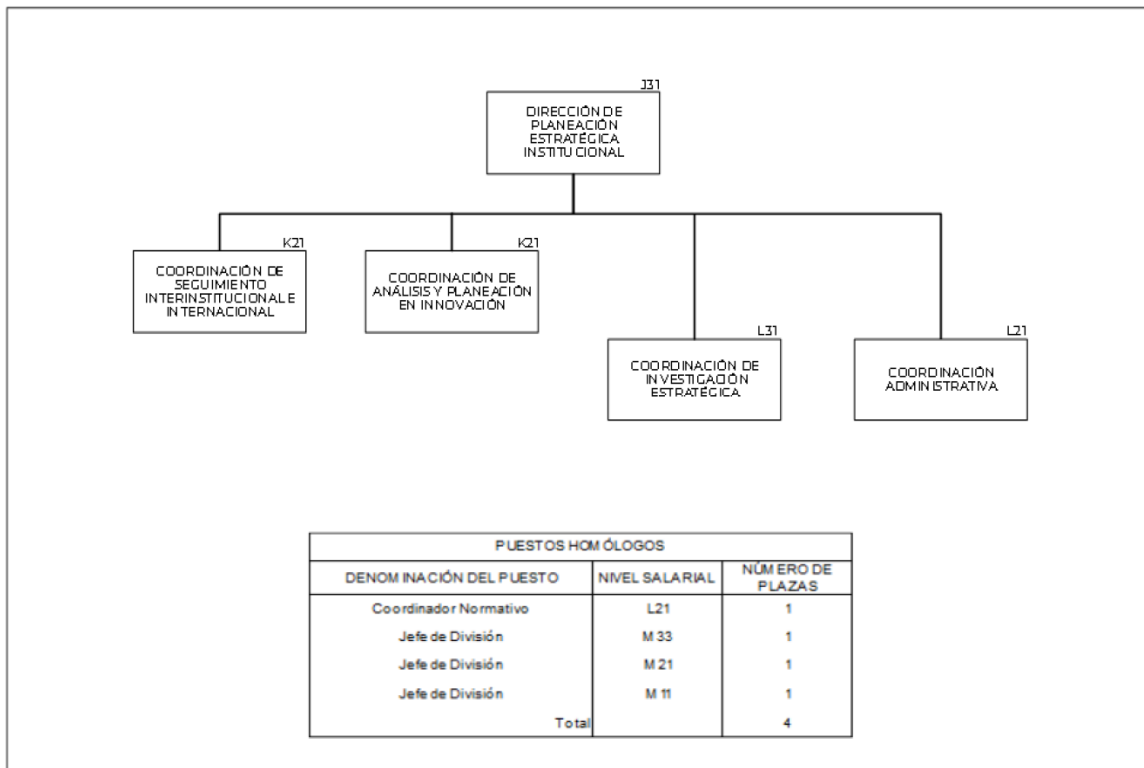 J31
DIRECCIÓN DE
PLANEACIÓN
ESTRATÉGICA
INSTITUCIONAL
K21
COORDINACIÓN DE
SEGUIMIENTO
INTERINSTITUCIONAL E
INTERNACIONAL
K21
COORDINACIÓN DE
ANÁLISIS Y PLANEACIÓN
EN INNOVACIÓN
L31
COORDINACIÓN DE
INVESTIGACIÓN
ESTRATÉGICA
L21
COORDINACIÓN
ADMINISTRATIVA
PUESTOS HOMÓLOGOS
DENOMINACIÓN DEL PUESTO NIVEL SALARIAL NÚMERO DE PLAZAS
Coordinador Normativo L21 1
Jefe de División M33 1
Jefe de División M21 1
Jefe de División M11 1
Total 4